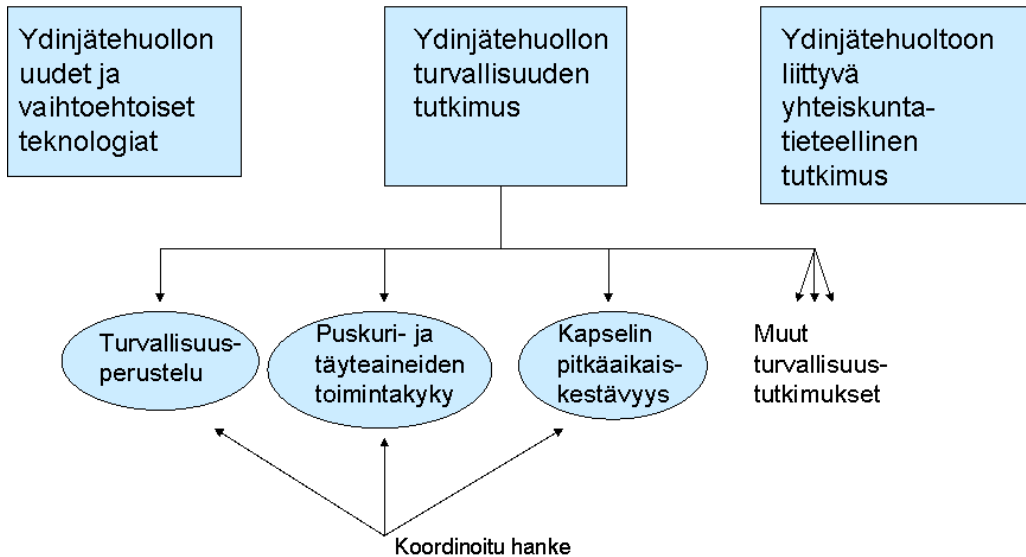 Ydinjätehuollon
uudet ja
vaihtoehtoiset
teknologiat
Ydinjätehuollon
turvallisuuden
tutkimus
Ydinjätehuoltoon
liittyvä
yhteiskunta-
tieteellinen
tutkimus
Turvallisuus-
perustelu
Puskuri- ja
täyteaineiden
toimintakyky
Kapselin
pitkäaikais-
kestävyys
Muut
turvallisuus-
tutkimukset
Koordinoitu hanke